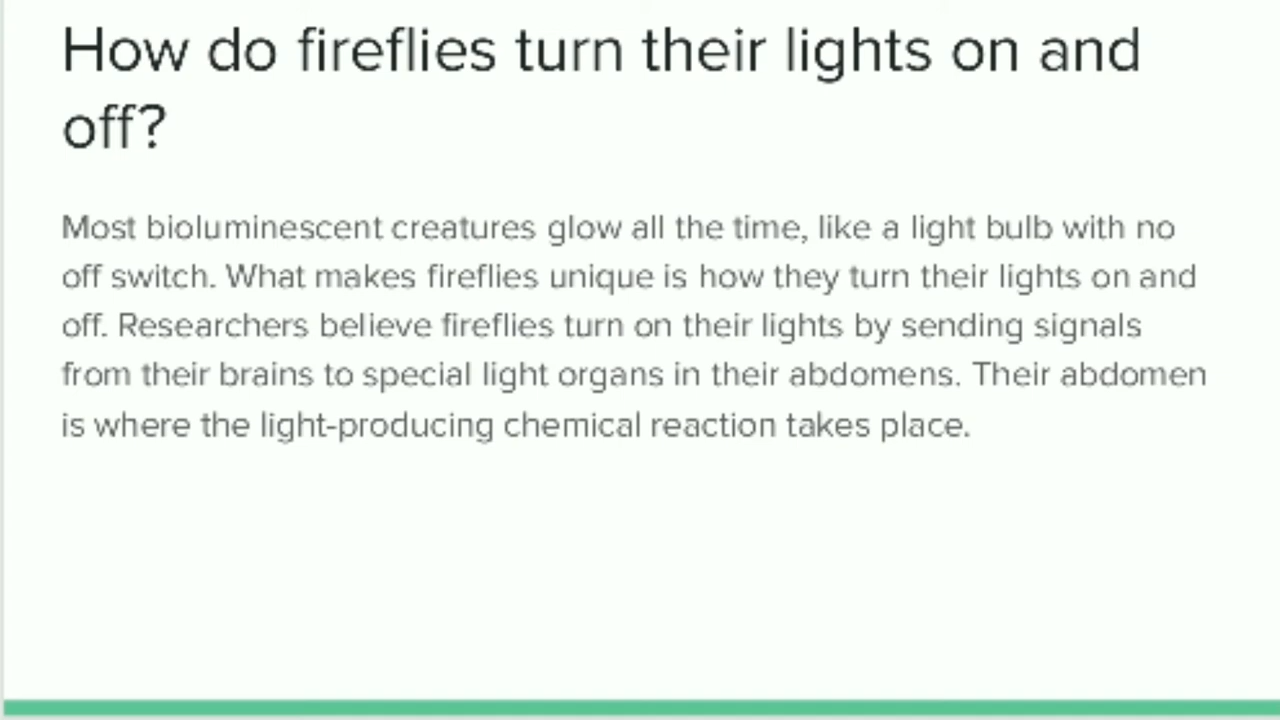 How do fireflies turn their lights on and
off?
Most bioluminescent creatures glow all the time, like a light bulb with no
off switch. What makes fireflies unique is how they turn their lights on and
off. Researchers believe fireflies turn on their lights by sending signals
from their brains to special light organs in their abdomens. Their abdomen
is where the light-producing chemical reaction takes place.